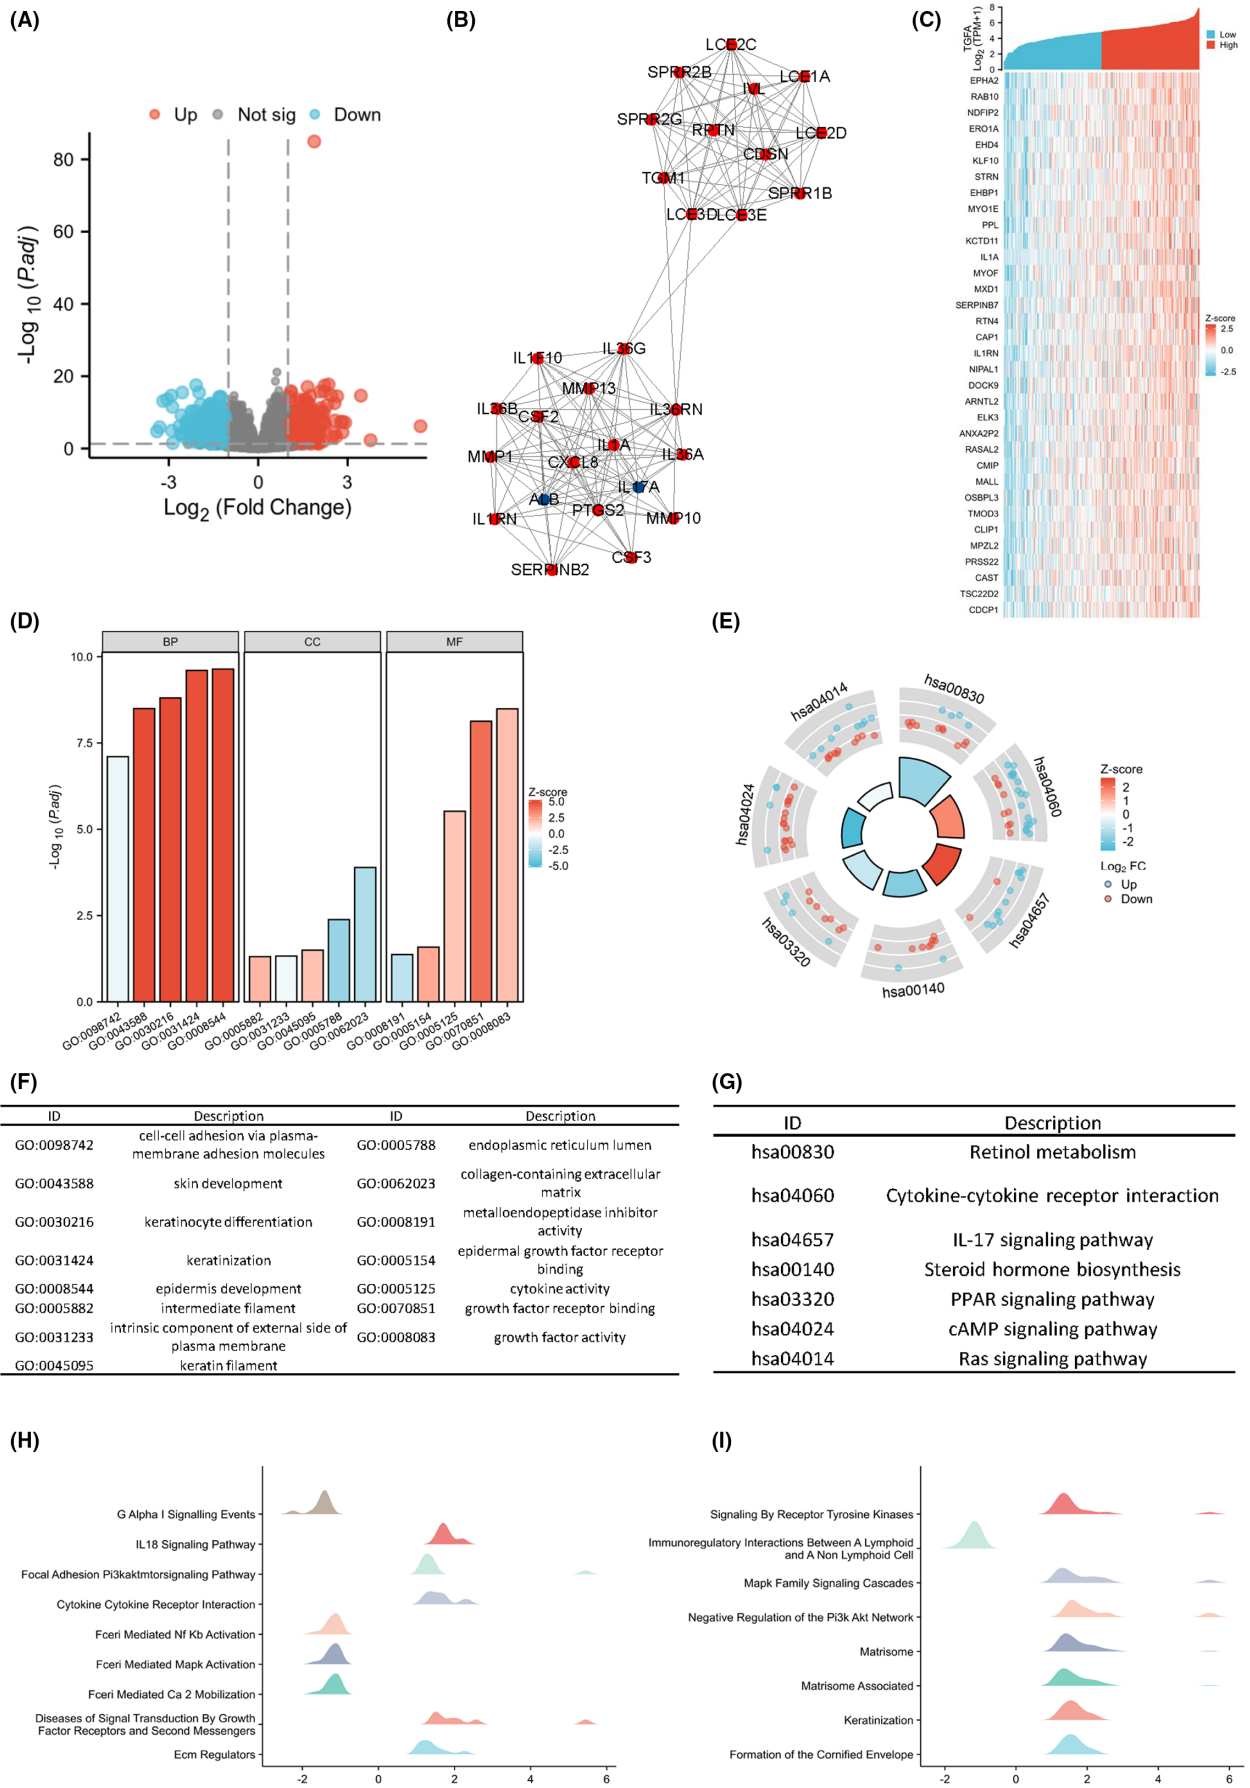 (A)
Up Not sig Down
80
60
40
20
0
-Log 10 (P.adj)
-3 0 3
Log2 (Fold Change)
(B)
LCE2C
SPRR2B
LCE1A
IVL
SPRR2G
RPTN
LCE2D
CDSN
TGM1
SPRR1B
LCE3D
LCE3E
IL36G
IL1F10
MMP13
IL36B
CSF2
IL36RN
IL1A
MMP1
CXCL8
IL36A
IL17A
ALB
PTGS2
IL1RN
MMP10
CSF3
SERPINB2
(C)
TGFA
Log2 (TPM+1)
8
6
4
2
0
Low
High
EPHA2
RAB10
NDFIP2
ERO1A
EHD4
KLF10
STRN
EHBP1
MYO1E
PPL
KCTD11
IL1A
MYOF
MXD1
SERPINB7
RTN4
CAP1
IL1RN
NIPAL1
DOCK9
ARNTL2
ELK3
ANXA2P2
RASAL2
CMIP
MALL
OSBPL3
TMOD3
CLIP1
MPZL2
PRSS22
CAST
TSC22D2
CDCP1
Z-score
2.5
0.0
-2.5
(D)
BP CC MF
10.0
7.5
5.0
2.5
0.0
-Log 10 (P.adj)
GO:0098742
GO:0043588
GO:0030216
GO:0031424
GO:0008544
GO:0005882
GO:0031233
GO:0045095
GO:0005788
GO:0062023
GO:0008191
GO:0005154
GO:0005125
GO:0070851
GO:0008083
Z-score
5.0
2.5
0.0
-2.5
-5.0
(E)
hsa00830
hsa04060
hsa04657
hsa00140
hsa03320
hsa04024
hsa04014
Z-score
2
1
0
-1
-2
Log2 FC
Up
Down
(F)
ID Description ID Description
GO:0098742 cell-cell adhesion via plasma-membrane adhesion molecules GO:0005788 endoplasmic reticulum lumen
GO:0043588 skin development GO:0062023 collagen-containing extracellular matrix
GO:0030216 keratinocyte differentiation GO:0008191 metalloendopeptidase inhibitor activity
GO:0031424 keratinization GO:0005154 epidermal growth factor receptor binding
GO:0008544 epidermis development GO:0005125 cytokine activity
GO:0005882 intermediate filament GO:0070851 growth factor receptor binding
GO:0031233 intrinsic component of external side of plasma membrane GO:0008083 growth factor activity
GO:0045095 keratin filament
(G)
ID Description
hsa00830 Retinol metabolism
hsa04060 Cytokine-cytokine receptor interaction
hsa04657 IL-17 signaling pathway
hsa00140 Steroid hormone biosynthesis
hsa03320 PPAR signaling pathway
hsa04024 cAMP signaling pathway
hsa04014 Ras signaling pathway
(H)
G Alpha I Signalling Events
IL18 Signaling Pathway
Focal Adhesion Pi3kaktmtorsignaling Pathway
Cytokine Cytokine Receptor Interaction
Fceri Mediated Nf Kb Activation
Fceri Mediated Mapk Activation
Fceri Mediated Ca 2 Mobilization
Diseases of Signal Transduction By Growth
Factor Receptors and Second Messengers
Ecm Regulators
-2 0 2 4 6
(I)
Signaling By Receptor Tyrosine Kinases
Immunoregulatory Interactions Between A Lymphoid
and A Non Lymphoid Cell
Mapk Family Signaling Cascades
Negative Regulation of the Pi3k Akt Network
Matrisome
Matrisome Associated
Keratinization
Formation of the Cornified Envelope
-2 0 2 4 6